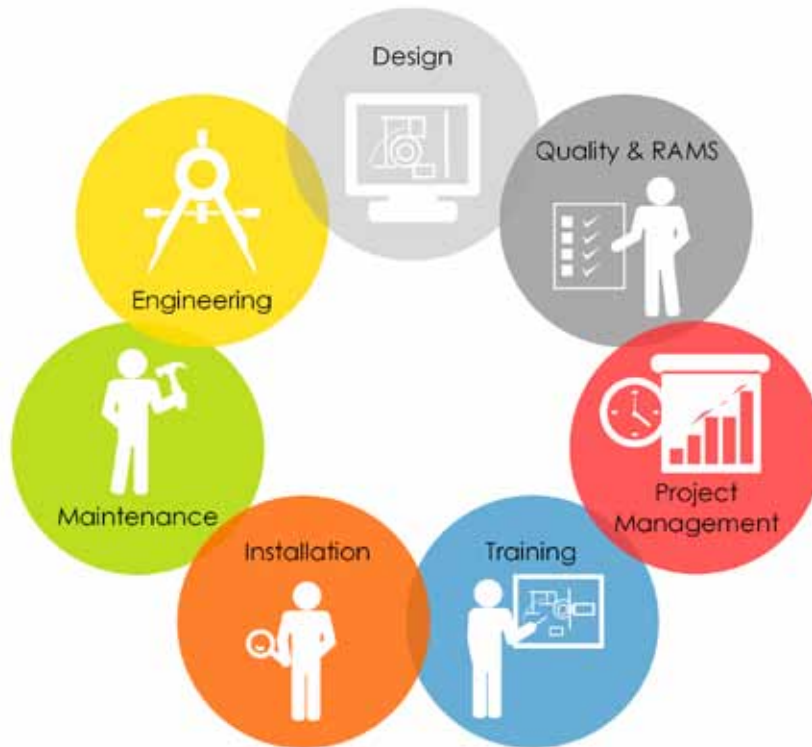 Design
Quality & RAMS
Engineering
Project
Management
Maintenance
Installation
Training